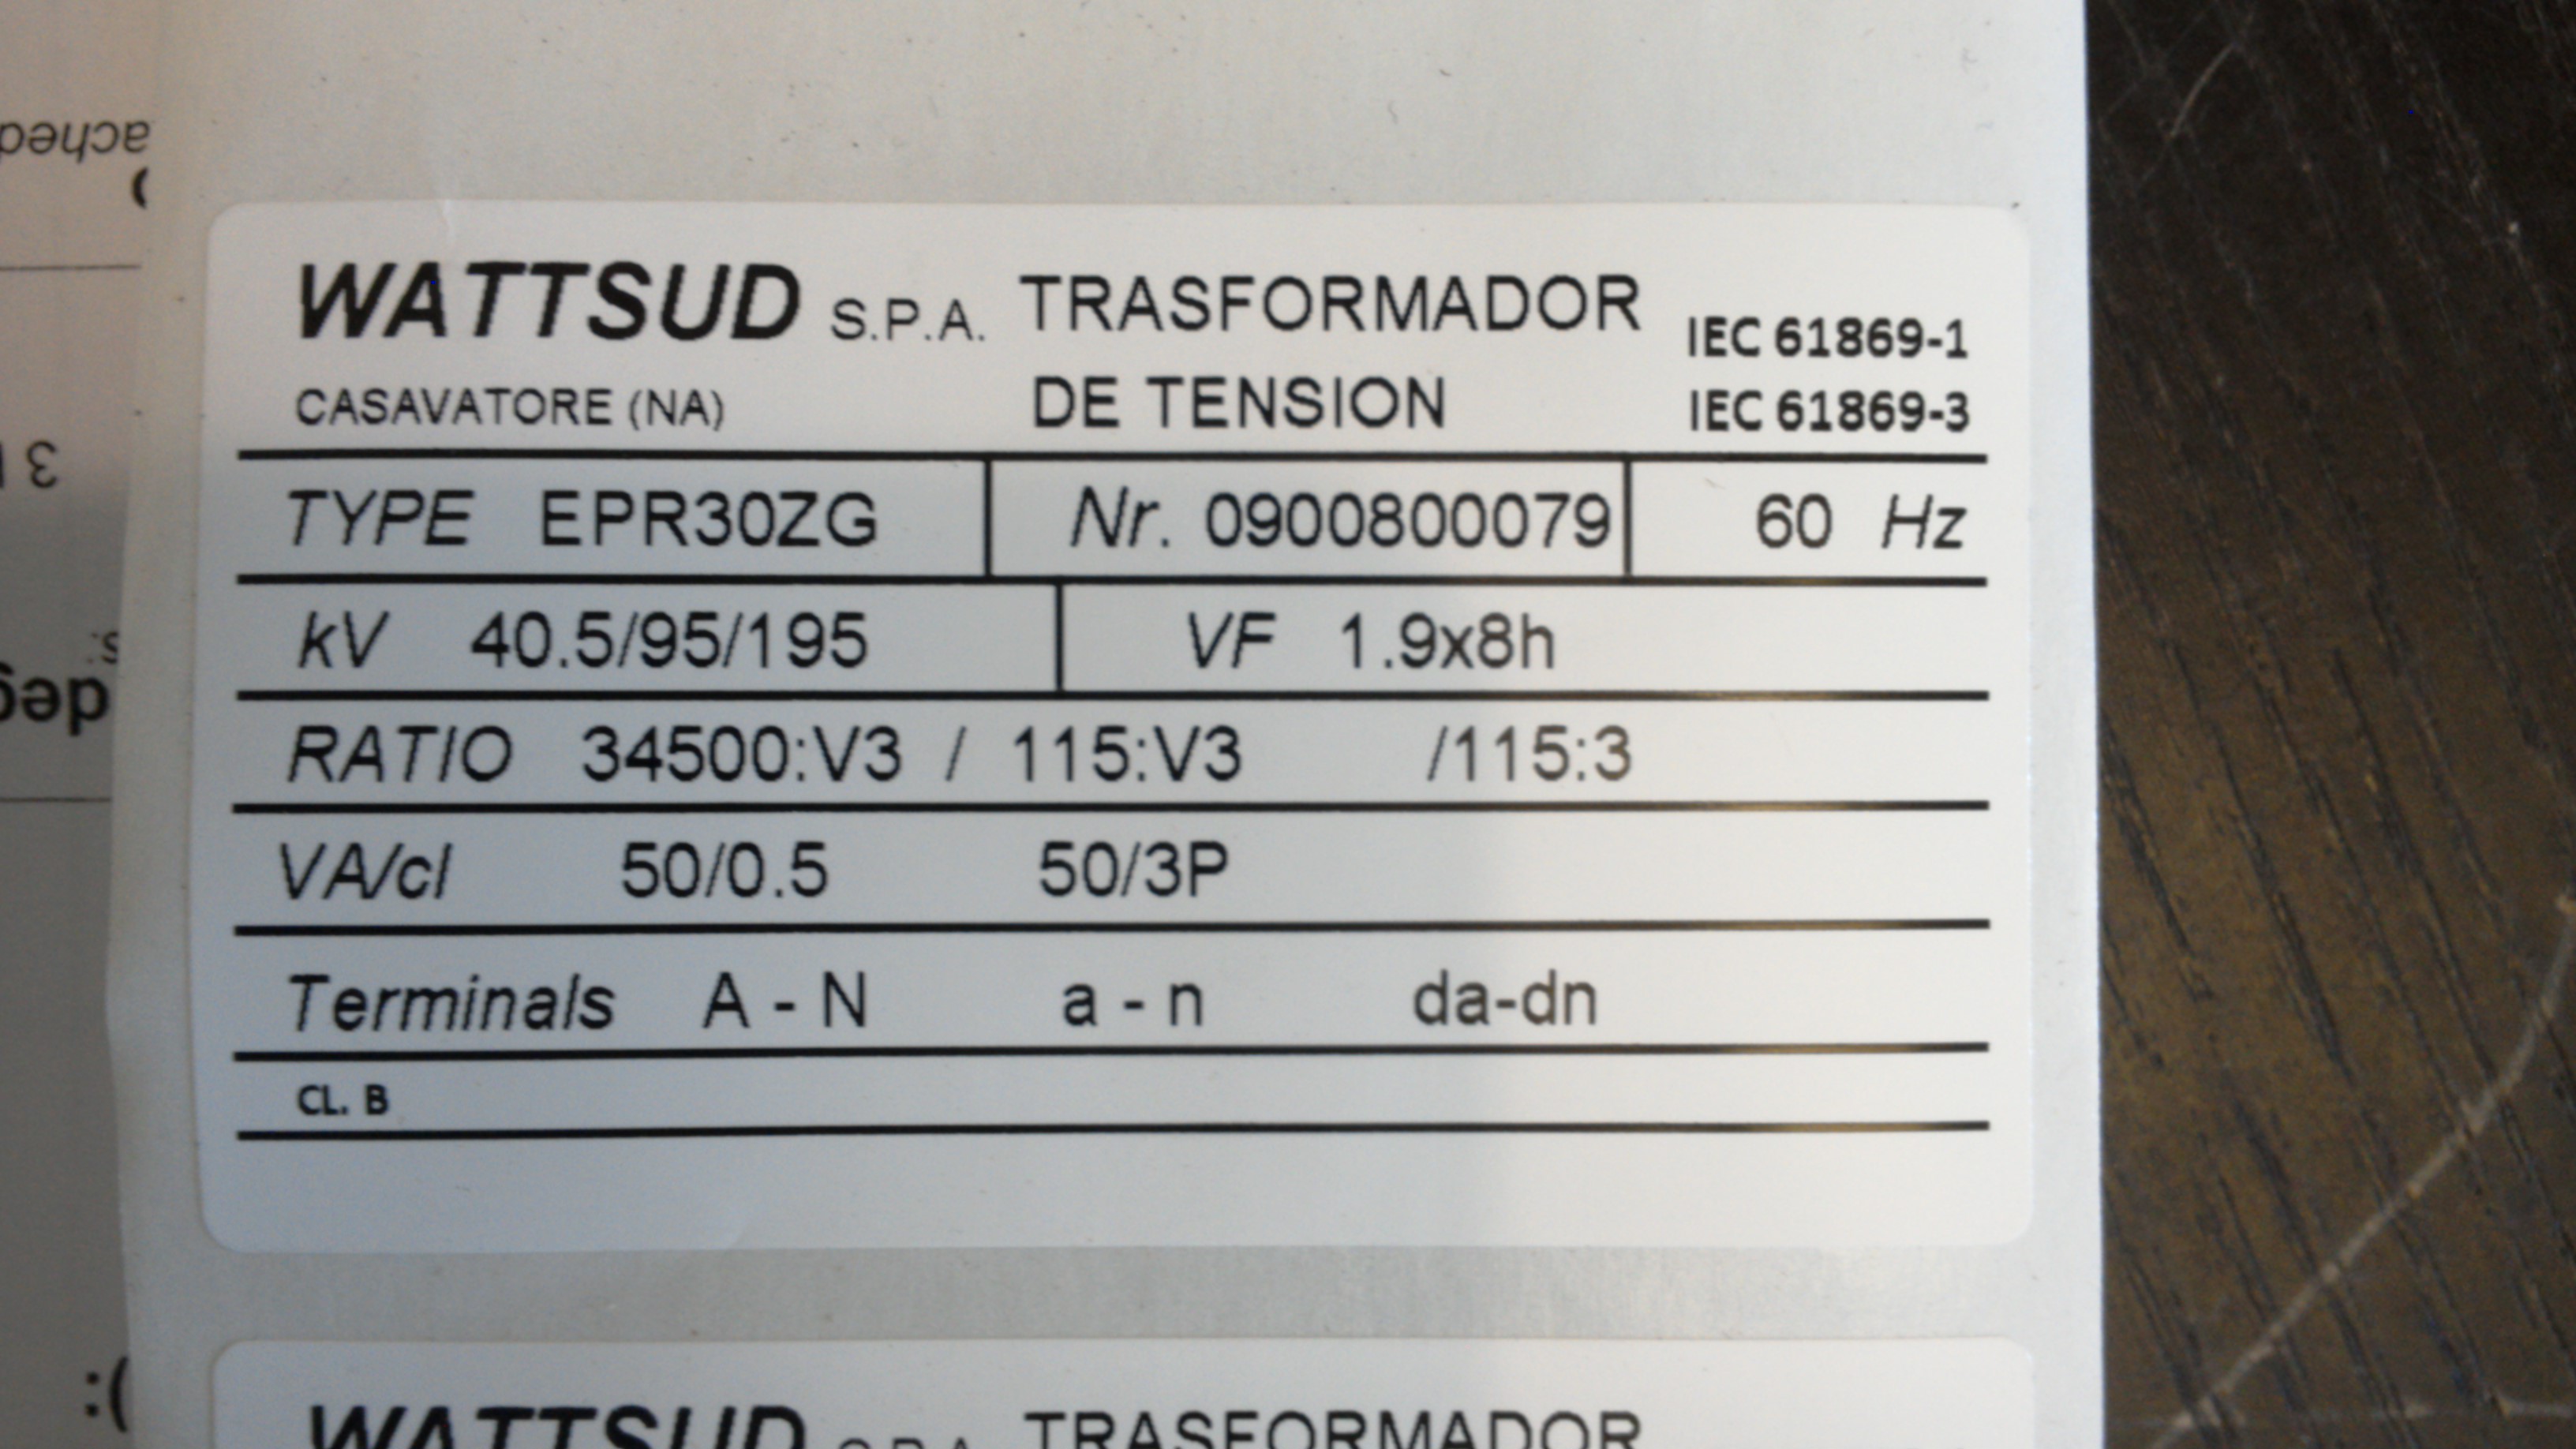 WATTSUD S.P.A. TRASFORMADOR
DE TENSION
CASAVATORE (NA)
IEC 61869-1
IEC 61869-3
TYPE EPR30ZG Nr. 0900800079 60 Hz
kV 40.5/95/195 VF 1.9x8h
RATIO 34500:V3 / 115:V3 /115:3
VA/cl 50/0.5 50/3P
Terminals A - N a - n da-dn
CL. B
WATTSUD S.P.A. TRASFORMADOR